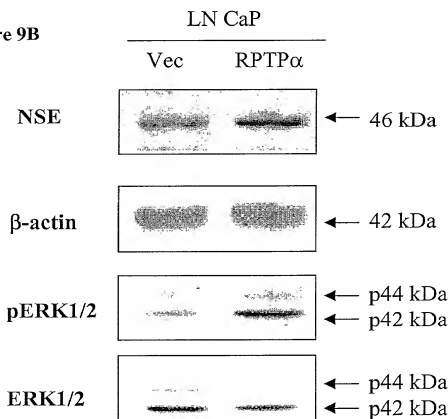 re 9B
LN CaP
Vec RPTPα
NSE 46 kDa
β-actin 42 kDa
pERK1/2 p44 kDa
p42 kDa
ERK1/2 p44 kDa
p42 kDa